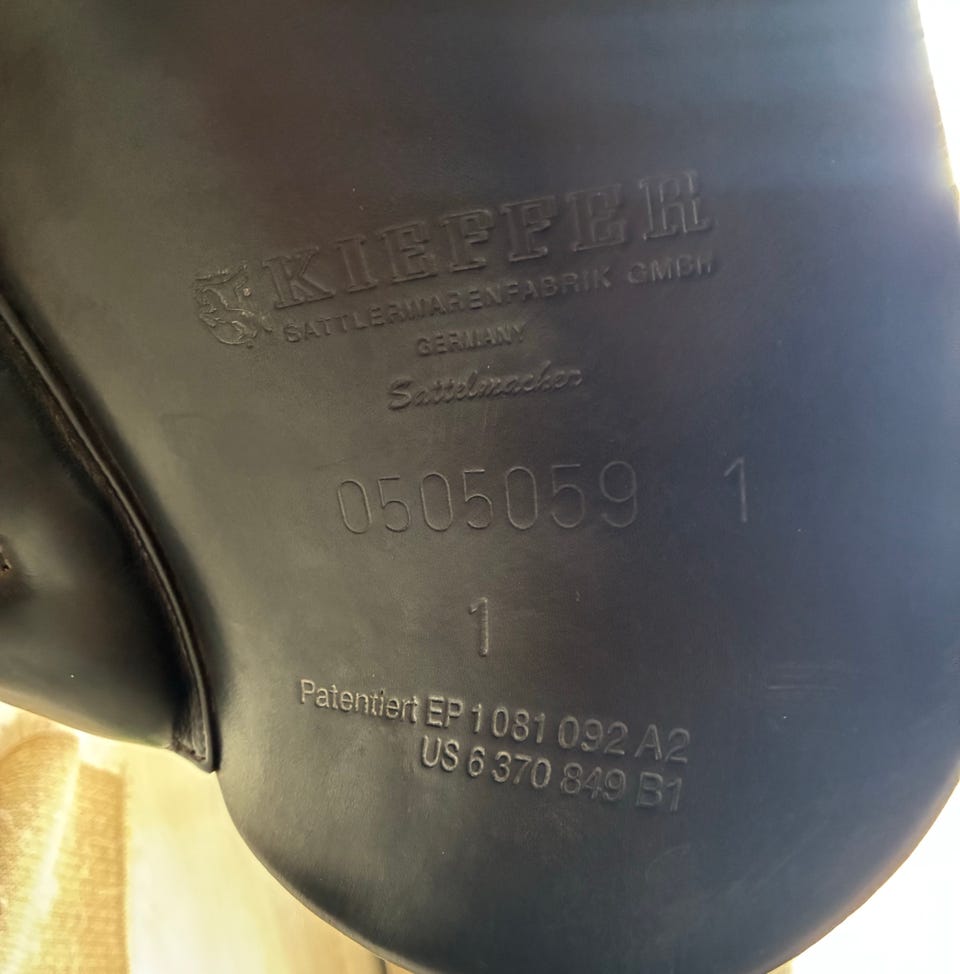 KIEFFER
SATTLERWARENFABRIK GMBH
GERMANY
Sattelmacher
0505059 1
1
Patentiert EP 1 081 092 A2
US 6 370 849 B1